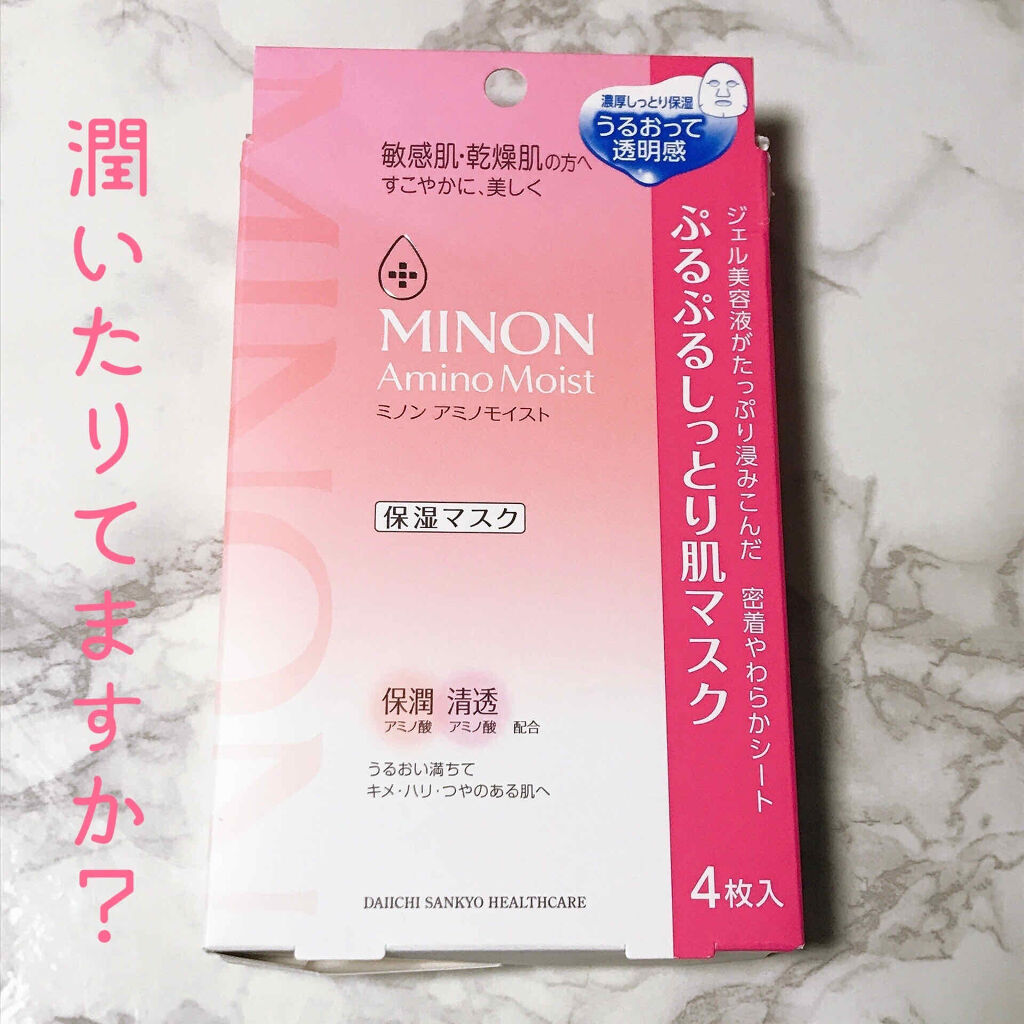 潤いたりてますか?
濃厚しっとり保湿
うるおって
透明感
敏感肌・乾燥肌の方へ
すこやかに、美しく
MINON
Amino Moist
ミノン アミノモイスト
保湿マスク
保潤 清透
アミノ酸 アミノ酸 配合
うるおい満ちて
キメ・ハリ・つやのある肌へ
DAIICHI SANKYO HEALTHCARE
ジェル美容液がたっぷり浸みこんだ 密着やわらかシート
ぷるぷるしっとり肌マスク
4枚入
MINON